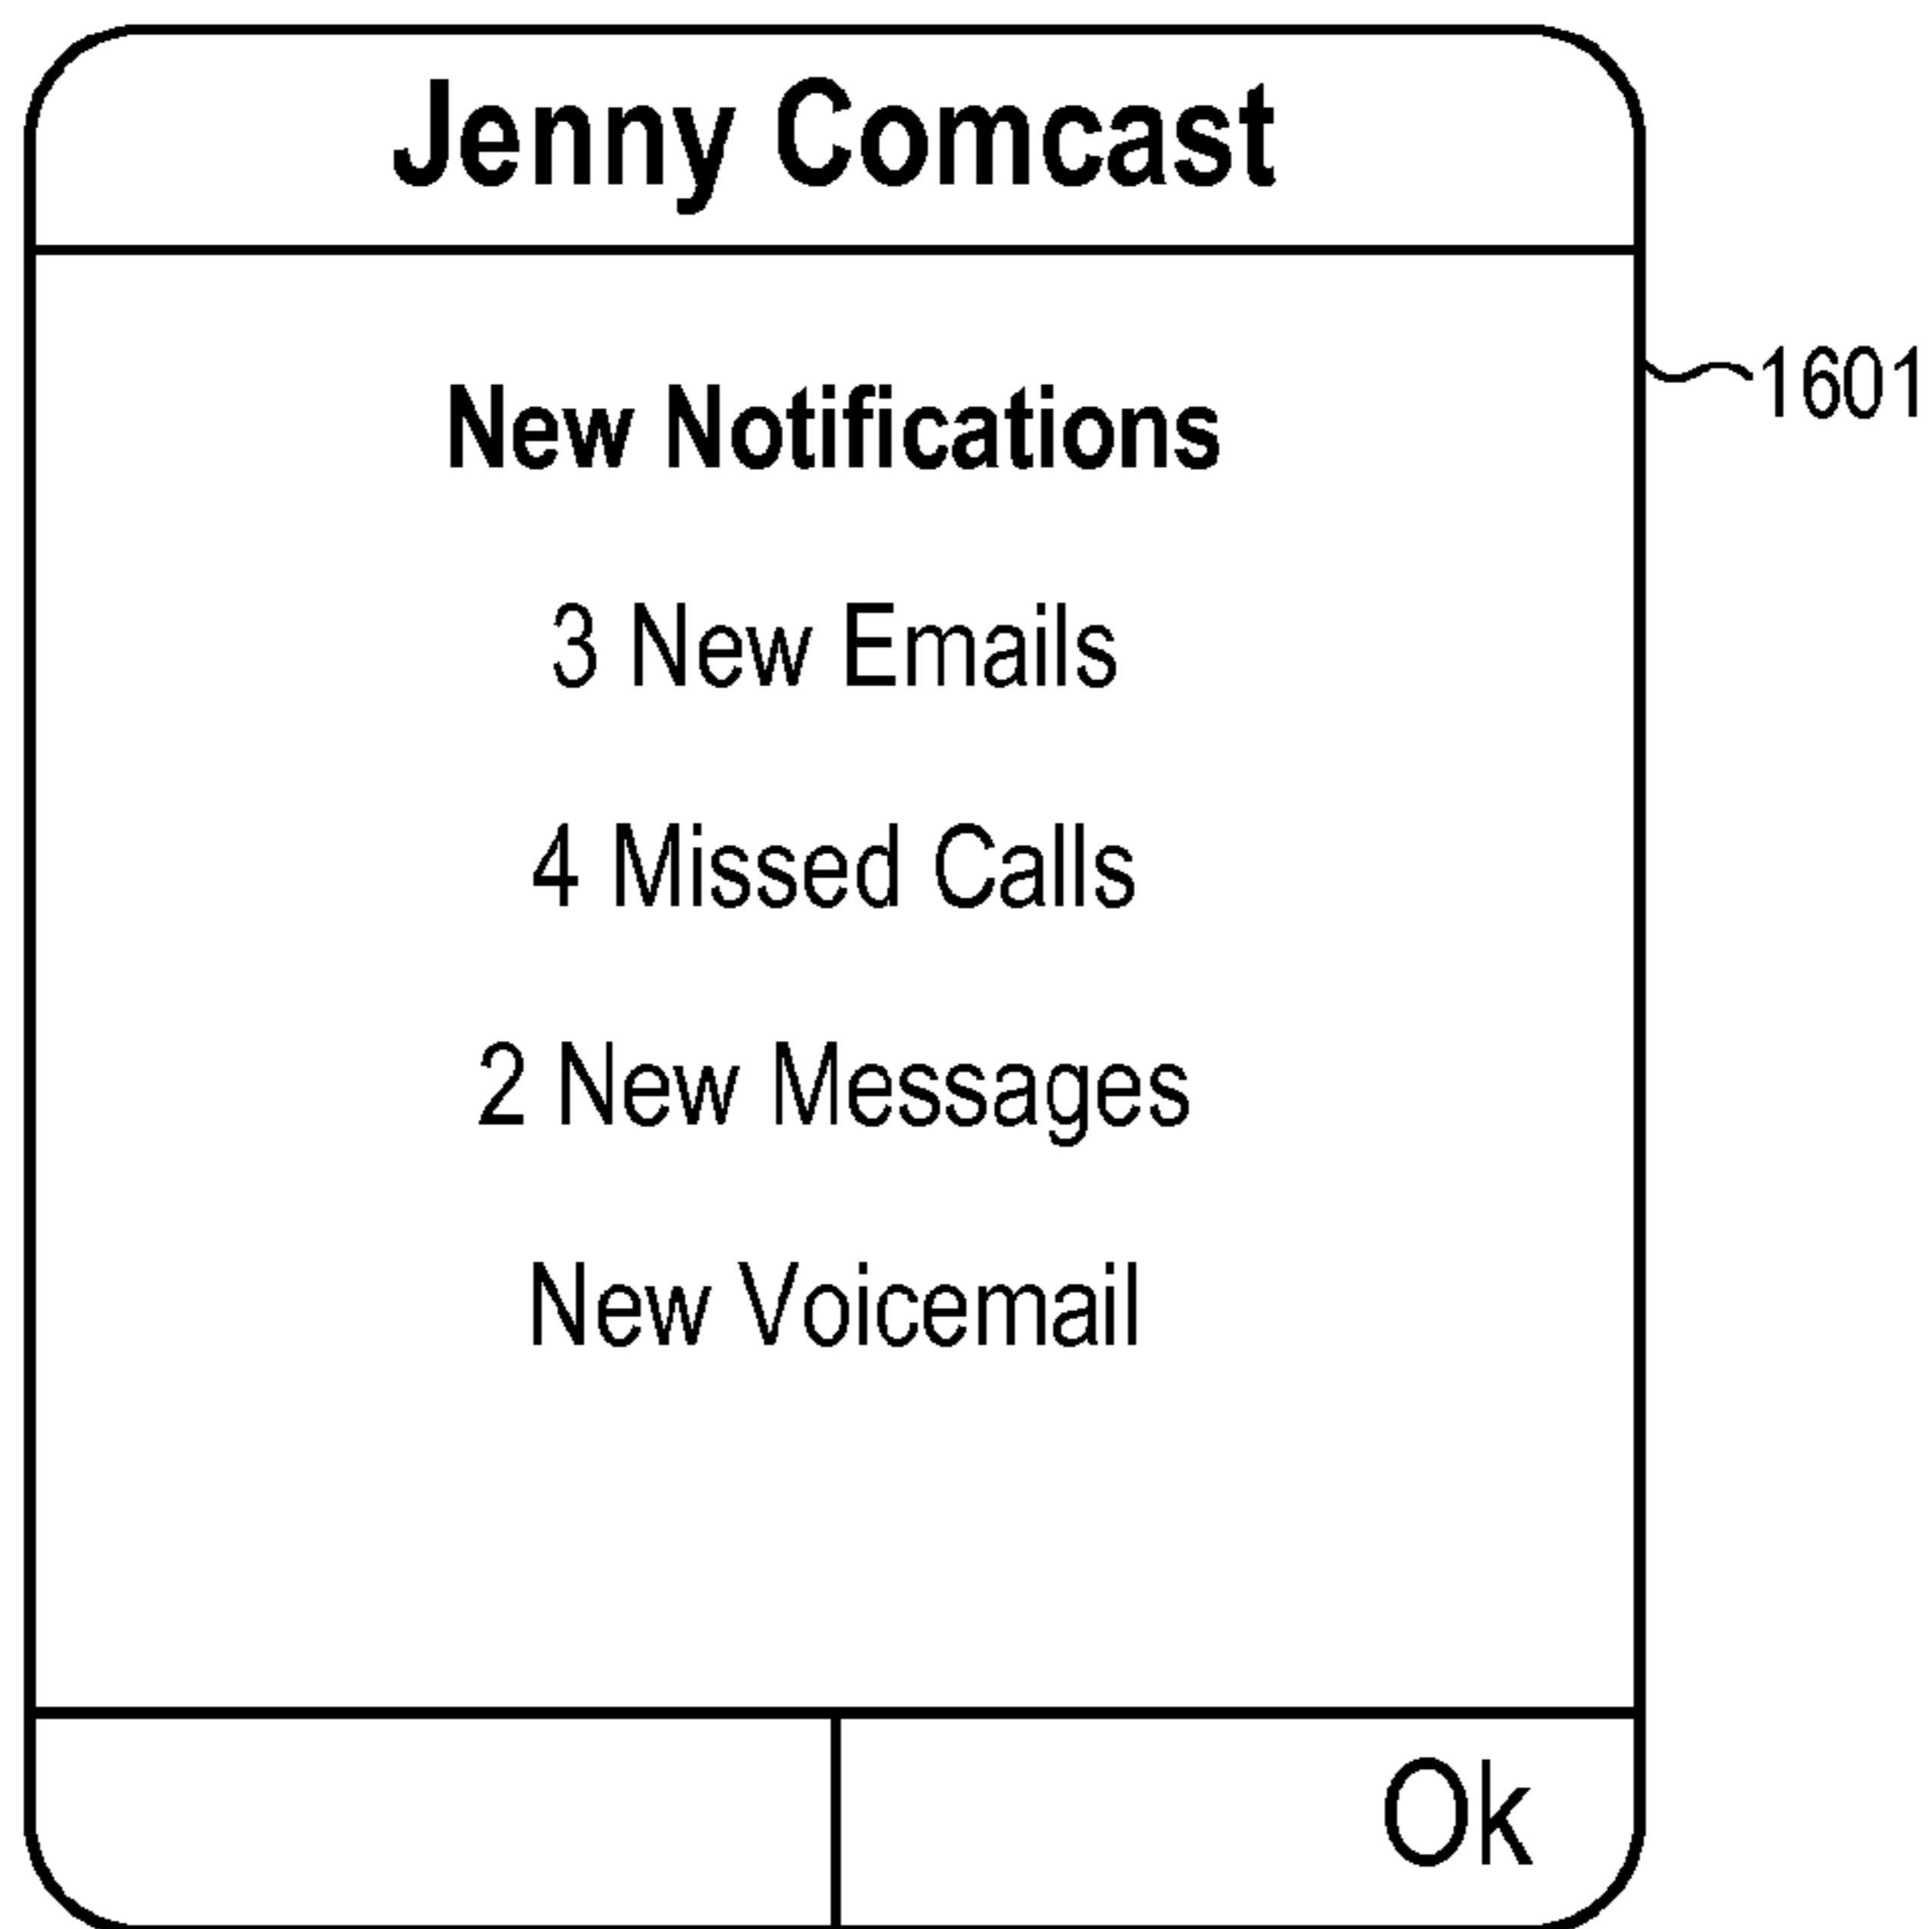 Jenny Comcast
New Notifications
1601
3 New Emails
4 Missed Calls
2 New Messages
New Voicemail
Ok